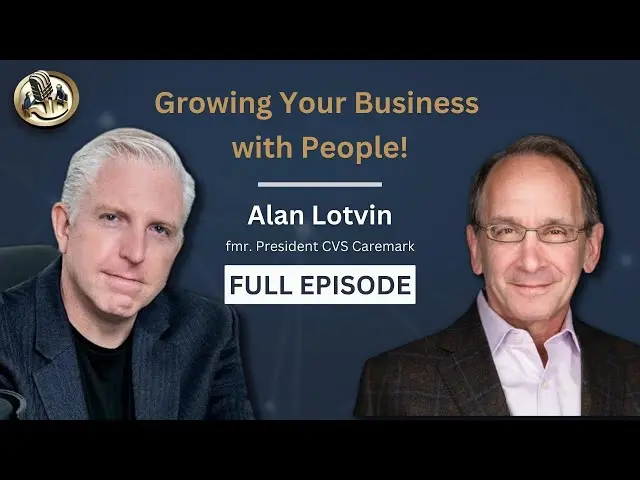 Growing Your Business
with People!
Alan Lotvin
fmr. President CVS Caremark
FULL EPISODE